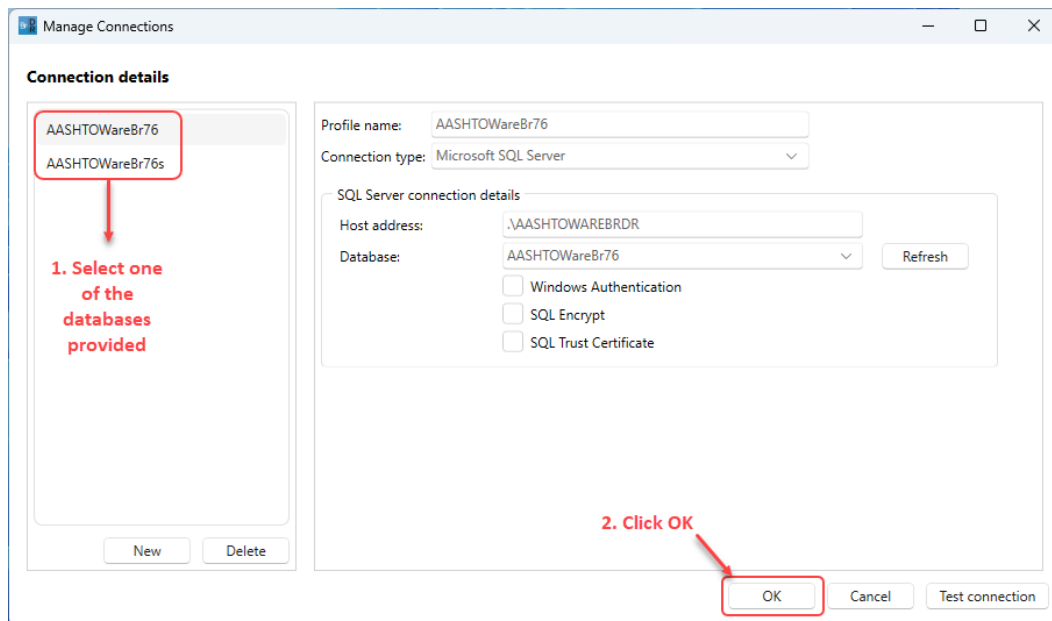 Manage Connections
Connection details
AASHTOWareBr76
AASHTOWareBr76s
1. Select one
of the
databases
provided
New
Delete
Profile name:
AASHTOWareBr76
Connection type:
Microsoft SQL Server
SQL Server connection details
Host address:
.\AASHTOWAREBRDR
Database:
AASHTOWareBr76
Refresh
Windows Authentication
SQL Encrypt
SQL Trust Certificate
2. Click OK
OK
Cancel
Test connection